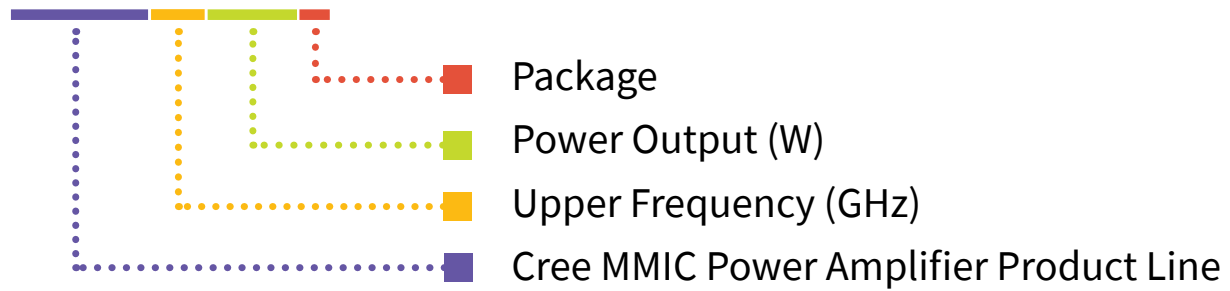 Package
Power Output (W)
Upper Frequency (GHz)
Cree MMIC Power Amplifier Product Line